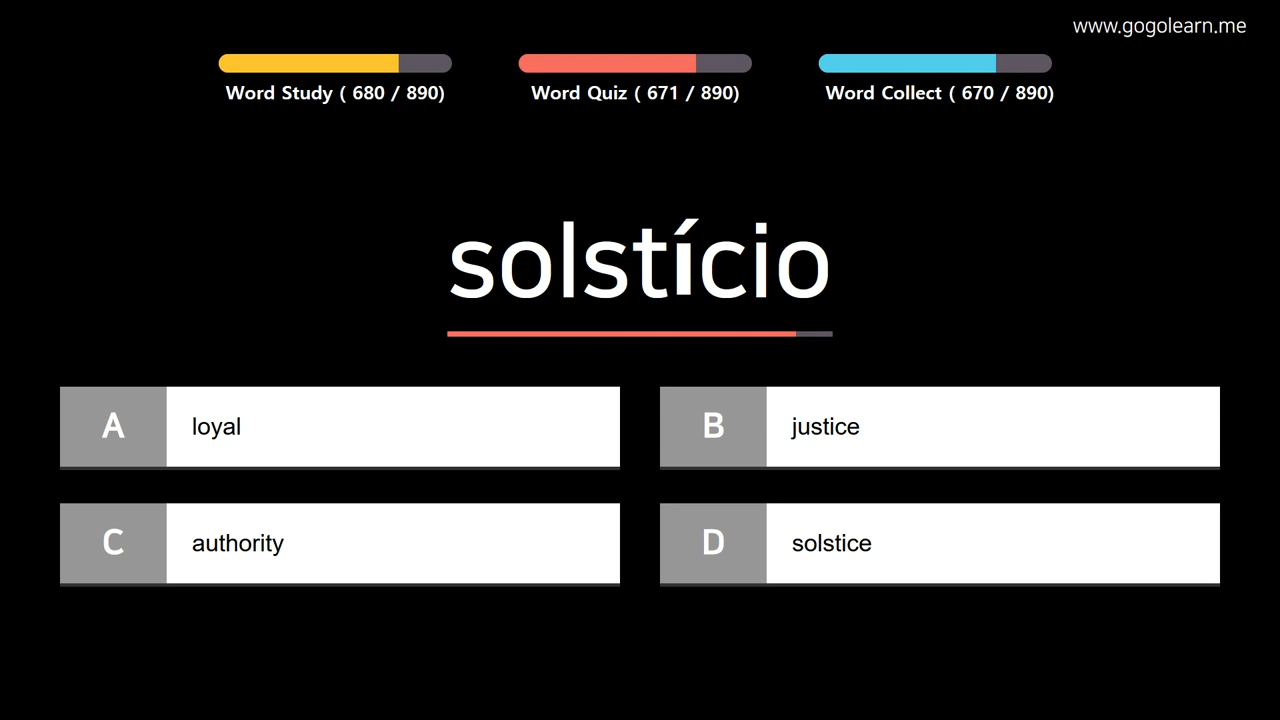 www.gogolearn.me
Word Study ( 680 / 890)
Word Quiz ( 671 / 890)
Word Collect ( 670 / 890)
solstício
A loyal
B justice
C authority
D solstice